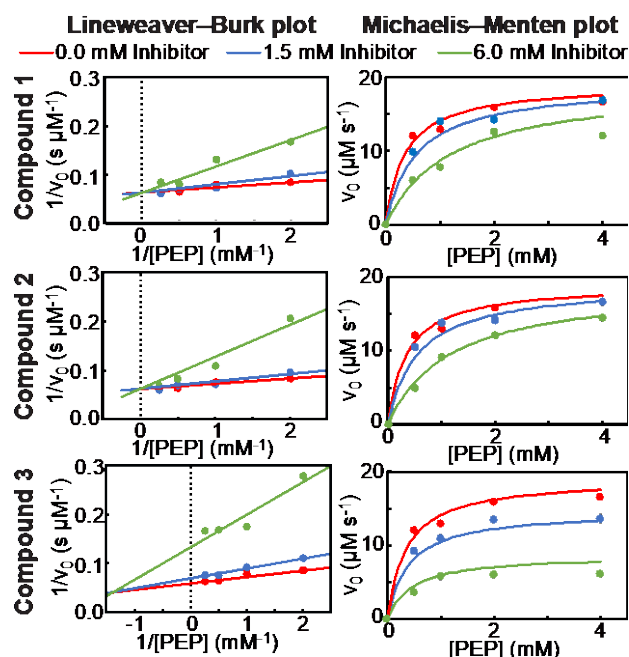 Lineweaver–Burk plot Michaelis–Menten plot
0.0 mM Inhibitor 1.5 mM Inhibitor 6.0 mM Inhibitor
Compound 1
1/v0 (s µM-1)
0.3
0.2
0.1
0.0
0 1 2
1/[PEP] (mM-1)
v0 (µM s-1)
20
15
10
5
0
0 2 4
[PEP] (mM)
Compound 2
1/v0 (s µM-1)
0.3
0.2
0.1
0.0
0 1 2
1/[PEP] (mM-1)
v0 (µM s-1)
20
15
10
5
0
0 2 4
[PEP] (mM)
Compound 3
1/v0 (s µM-1)
0.3
0.2
0.1
0.0
-1 0 1 2
1/[PEP] (mM-1)
v0 (µM s-1)
20
15
10
5
0
0 2 4
[PEP] (mM)